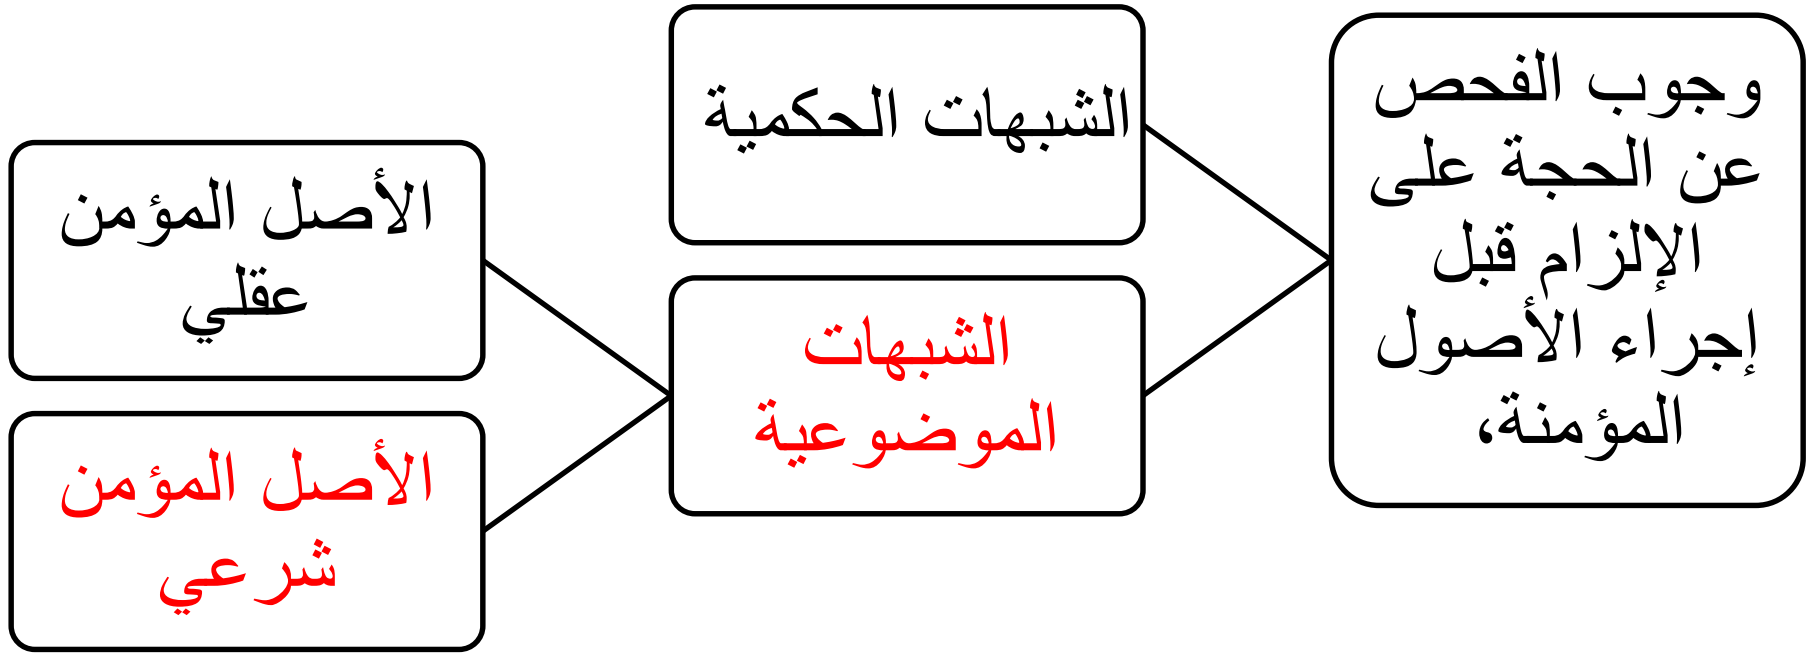 وجوب الفحص
عن الحجة على
الإلزام قبل
إجراء الأصول
المؤمنة،
الشبهات الحكمية
الشبهات
الموضوعية
الأصل المؤمن
عقلي
الأصل المؤمن
شرعي